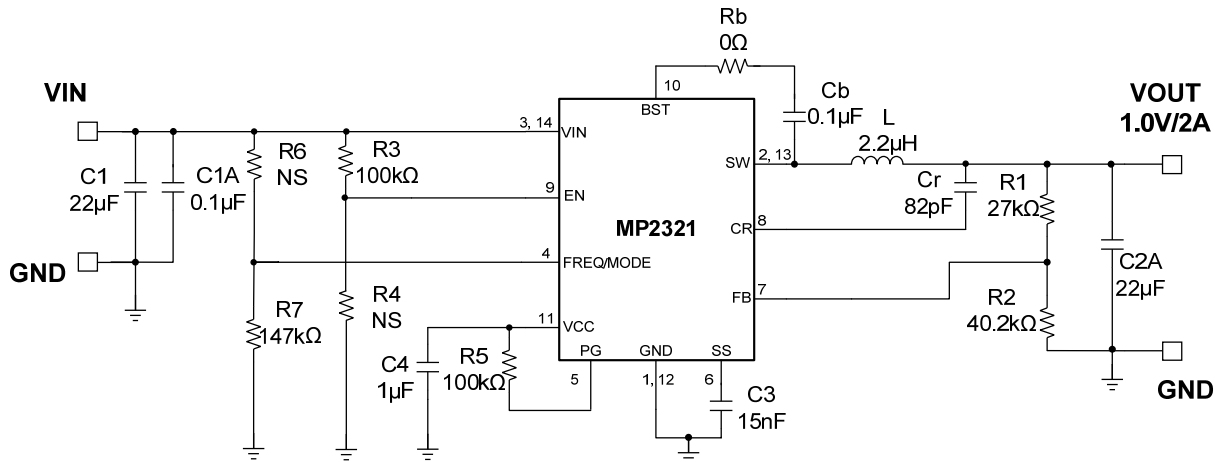 Rb
0Ω
10
BST
VIN
3, 14
VIN
Cb
0.1µF
VOUT
1.0V/2A
L
2.2µH
SW
2, 13
C1
22µF
C1A
0.1µF
R6
NS
R3
100kΩ
9
EN
Cr
82pF
R1
27kΩ
MP2321
CR
8
GND
4
FREQ/MODE
C2A
22µF
FB
7
R7
147kΩ
R4
NS
R2
40.2kΩ
11
VCC
C4
1µF
R5
100kΩ
PG
GND
SS
5
1, 12
6
C3
15nF
GND